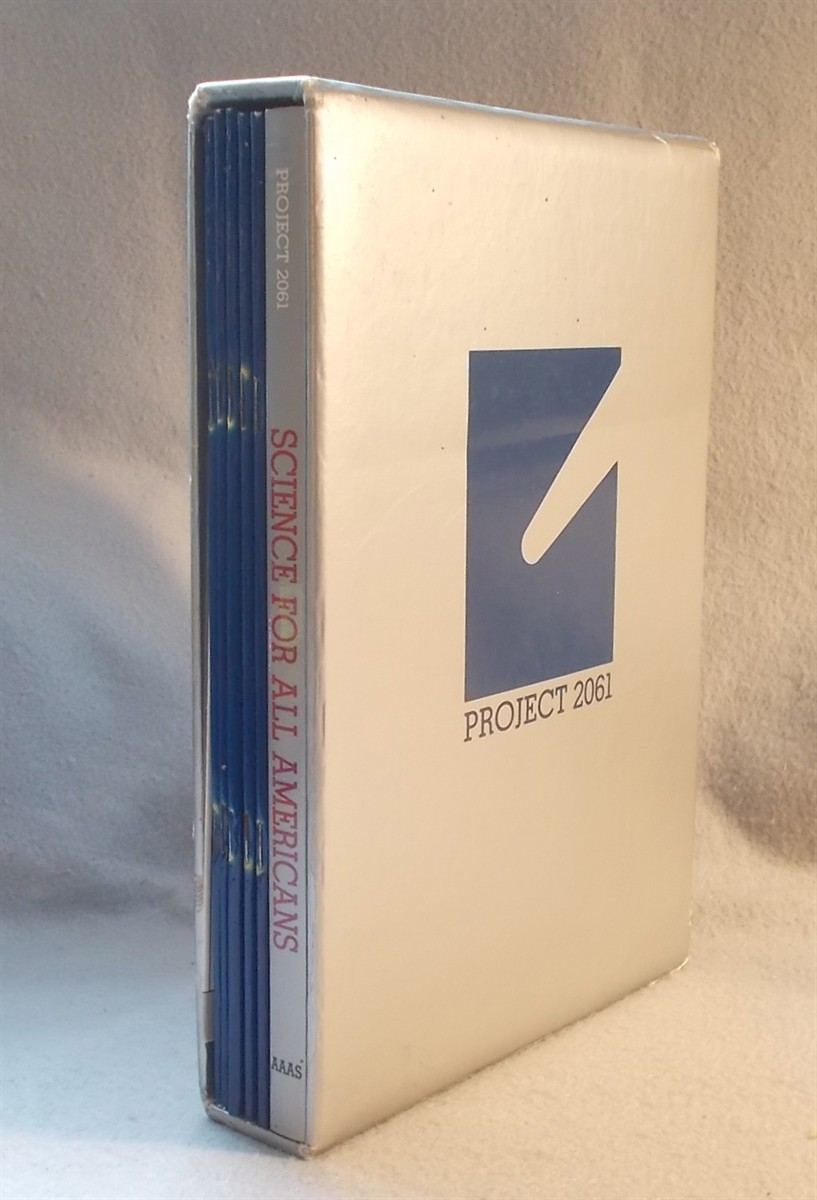 PROJECT 2061
SCIENCE FOR ALL AMERICANS
AAAS
PROJECT 2061